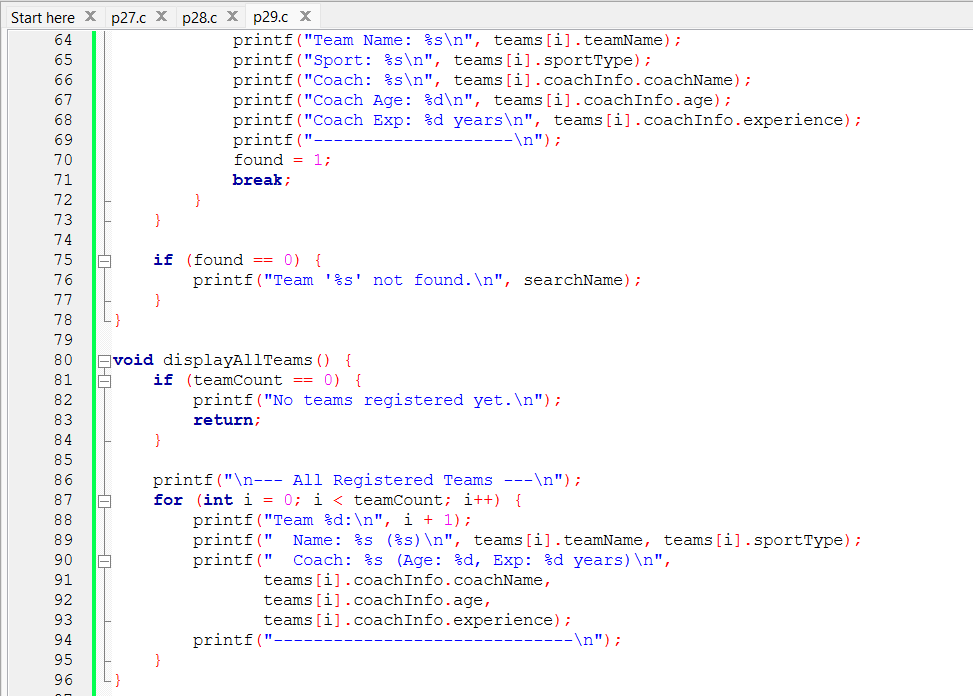 Start here X p27.c X p28.c X p29.c X
64 printf("Team Name: %s\n", teams[i].teamName);
65 printf("Sport: %s\n", teams[i].sportType);
66 printf("Coach: %s\n", teams[i].coachInfo.coachName);
67 printf("Coach Age: %d\n", teams[i].coachInfo.age);
68 printf("Coach Exp: %d years\n", teams[i].coachInfo.experience);
69 printf("--------------------\n");
70 found = 1;
71 break;
72 }
73 }
74
75 if (found == 0) {
76 printf("Team '%s' not found.\n", searchName);
77 }
78 }
79
80 void displayAllTeams() {
81 if (teamCount == 0) {
82 printf("No teams registered yet.\n");
83 return;
84 }
85
86 printf("\n--- All Registered Teams ---\n");
87 for (int i = 0; i < teamCount; i++) {
88 printf("Team %d:\n", i + 1);
89 printf("  Name: %s (%s)\n", teams[i].teamName, teams[i].sportType);
90 printf("  Coach: %s (Age: %d, Exp: %d years)\n",
91 teams[i].coachInfo.coachName,
92 teams[i].coachInfo.age,
93 teams[i].coachInfo.experience);
94 printf("------------------------------\n");
95 }
96 }